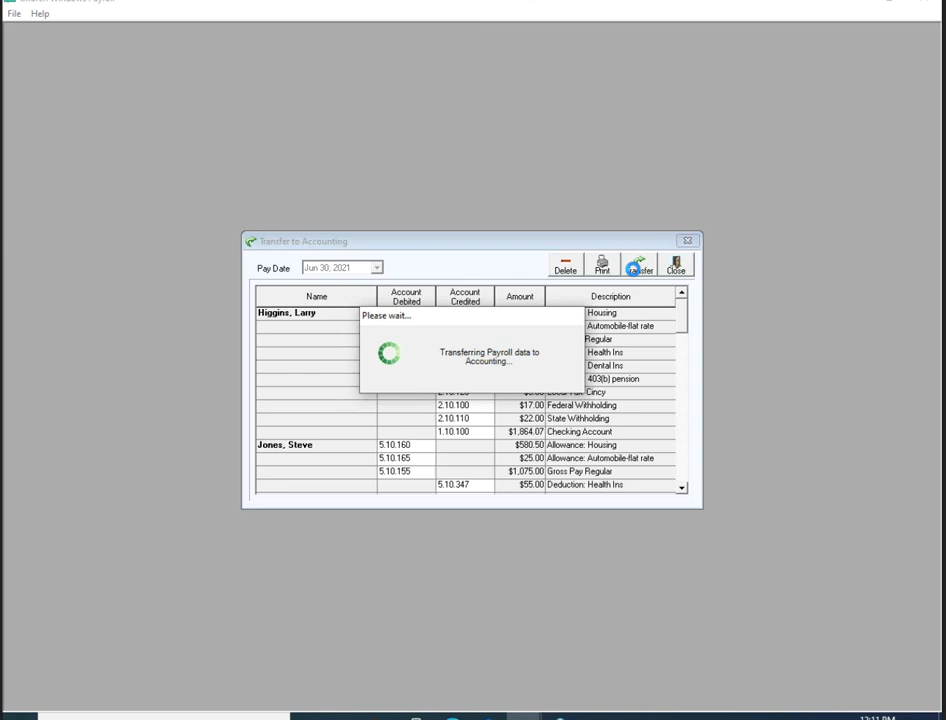 File Help
Transfer to Accounting
Pay Date Jun 30, 2021 Delete Print Transfer Close
Name Account Debited Account Credited Amount Description
Higgins, Larry Housing
Automobile-flat rate
Regular
Health Ins
Dental Ins
403(b) pension
Cincy
2.10.100 $17.00 Federal Withholding
2.10.110 $22.00 State Withholding
1.10.100 $1,864.07 Checking Account
Jones, Steve 5.10.160 $580.50 Allowance: Housing
5.10.165 $25.00 Allowance: Automobile-flat rate
5.10.155 $1,075.00 Gross Pay Regular
5.10.347 $55.00 Deduction: Health Ins
Please wait...
Transferring Payroll data to
Accounting...